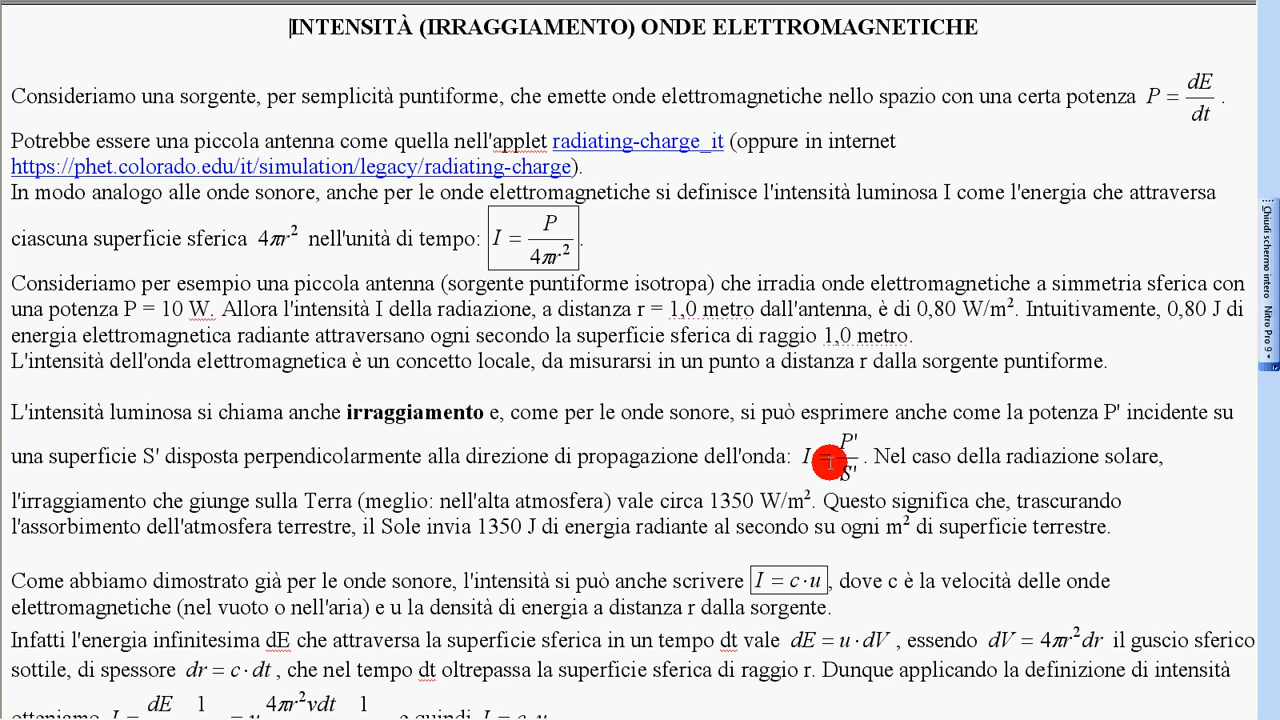 INTENSITÀ (IRRAGGIAMENTO) ONDE ELETTROMAGNETICHE
Consideriamo una sorgente, per semplicità puntiforme, che emette onde elettromagnetiche nello spazio con una certa potenza P = dE/dt .
Potrebbe essere una piccola antenna come quella nell'applet radiating-charge_it (oppure in internet
https://phet.colorado.edu/it/simulation/legacy/radiating-charge).
In modo analogo alle onde sonore, anche per le onde elettromagnetiche si definisce l'intensità luminosa I come l'energia che attraversa
ciascuna superficie sferica 4πr² nell'unità di tempo: I = P/4πr² .
Consideriamo per esempio una piccola antenna (sorgente puntiforme isotropa) che irradia onde elettromagnetiche a simmetria sferica con
una potenza P = 10 W. Allora l'intensità I della radiazione, a distanza r = 1,0 metro dall'antenna, è di 0,80 W/m². Intuitivamente, 0,80 J di
energia elettromagnetica radiante attraversano ogni secondo la superficie sferica di raggio 1,0 metro.
L'intensità dell'onda elettromagnetica è un concetto locale, da misurarsi in un punto a distanza r dalla sorgente puntiforme.
L'intensità luminosa si chiama anche irraggiamento e, come per le onde sonore, si può esprimere anche come la potenza P' incidente su
una superficie S' disposta perpendicolarmente alla direzione di propagazione dell'onda: I = P'/S' . Nel caso della radiazione solare,
l'irraggiamento che giunge sulla Terra (meglio: nell'alta atmosfera) vale circa 1350 W/m². Questo significa che, trascurando
l'assorbimento dell'atmosfera terrestre, il Sole invia 1350 J di energia radiante al secondo su ogni m² di superficie terrestre.
Come abbiamo dimostrato già per le onde sonore, l'intensità si può anche scrivere I = c·u , dove c è la velocità delle onde
elettromagnetiche (nel vuoto o nell'aria) e u la densità di energia a distanza r dalla sorgente.
Infatti l'energia infinitesima dE che attraversa la superficie sferica in un tempo dt vale dE = u·dV , essendo dV = 4πr²dr il guscio sferico
sottile, di spessore dr = c·dt , che nel tempo dt oltrepassa la superficie sferica di raggio r. Dunque applicando la definizione di intensità
dE 1 4πr²vdt 1
Chiudi schermo intero - Nitro Pro 9